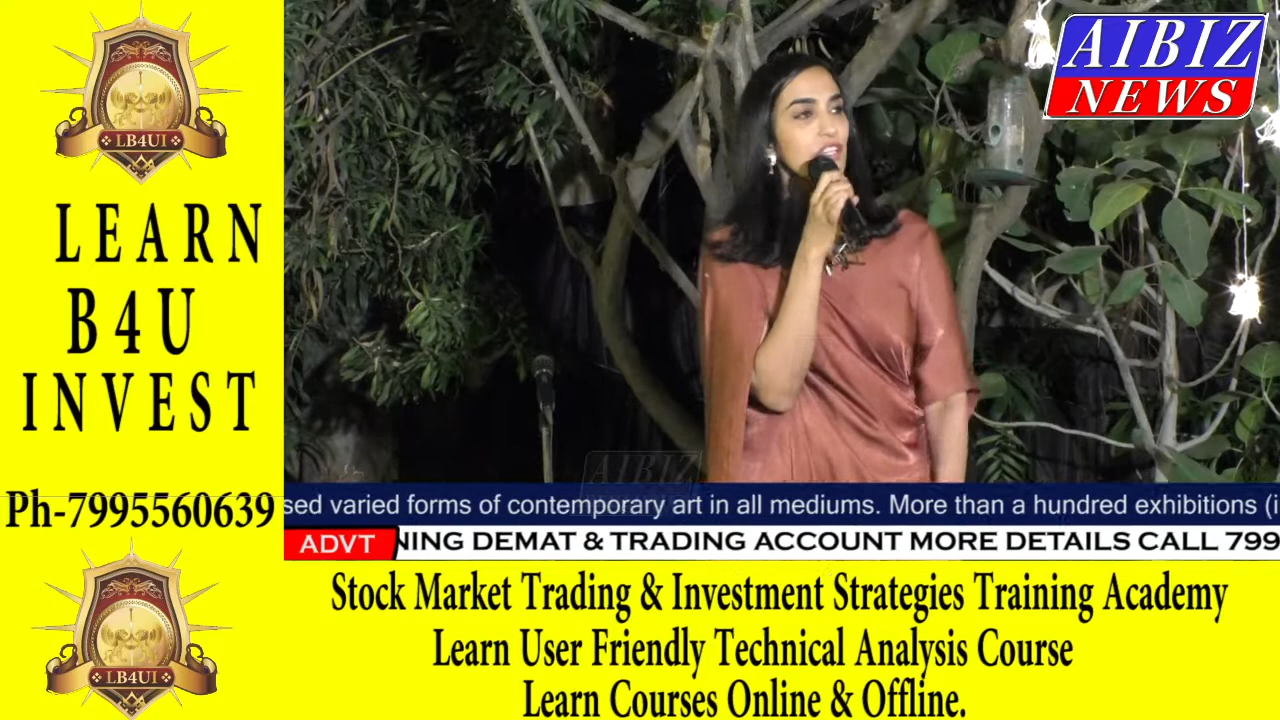 LB4UI
LEARN
B4U
INVEST
Ph-7995560639
LB4UI
AIBIZ
NEWS
AIBIZ
sed varied forms of contemporary art in all mediums. More than a hundred exhibitions (i
ADVT
NING DEMAT & TRADING ACCOUNT MORE DETAILS CALL 799
Stock Market Trading & Investment Strategies Training Academy
Learn User Friendly Technical Analysis Course
Learn Courses Online & Offline.